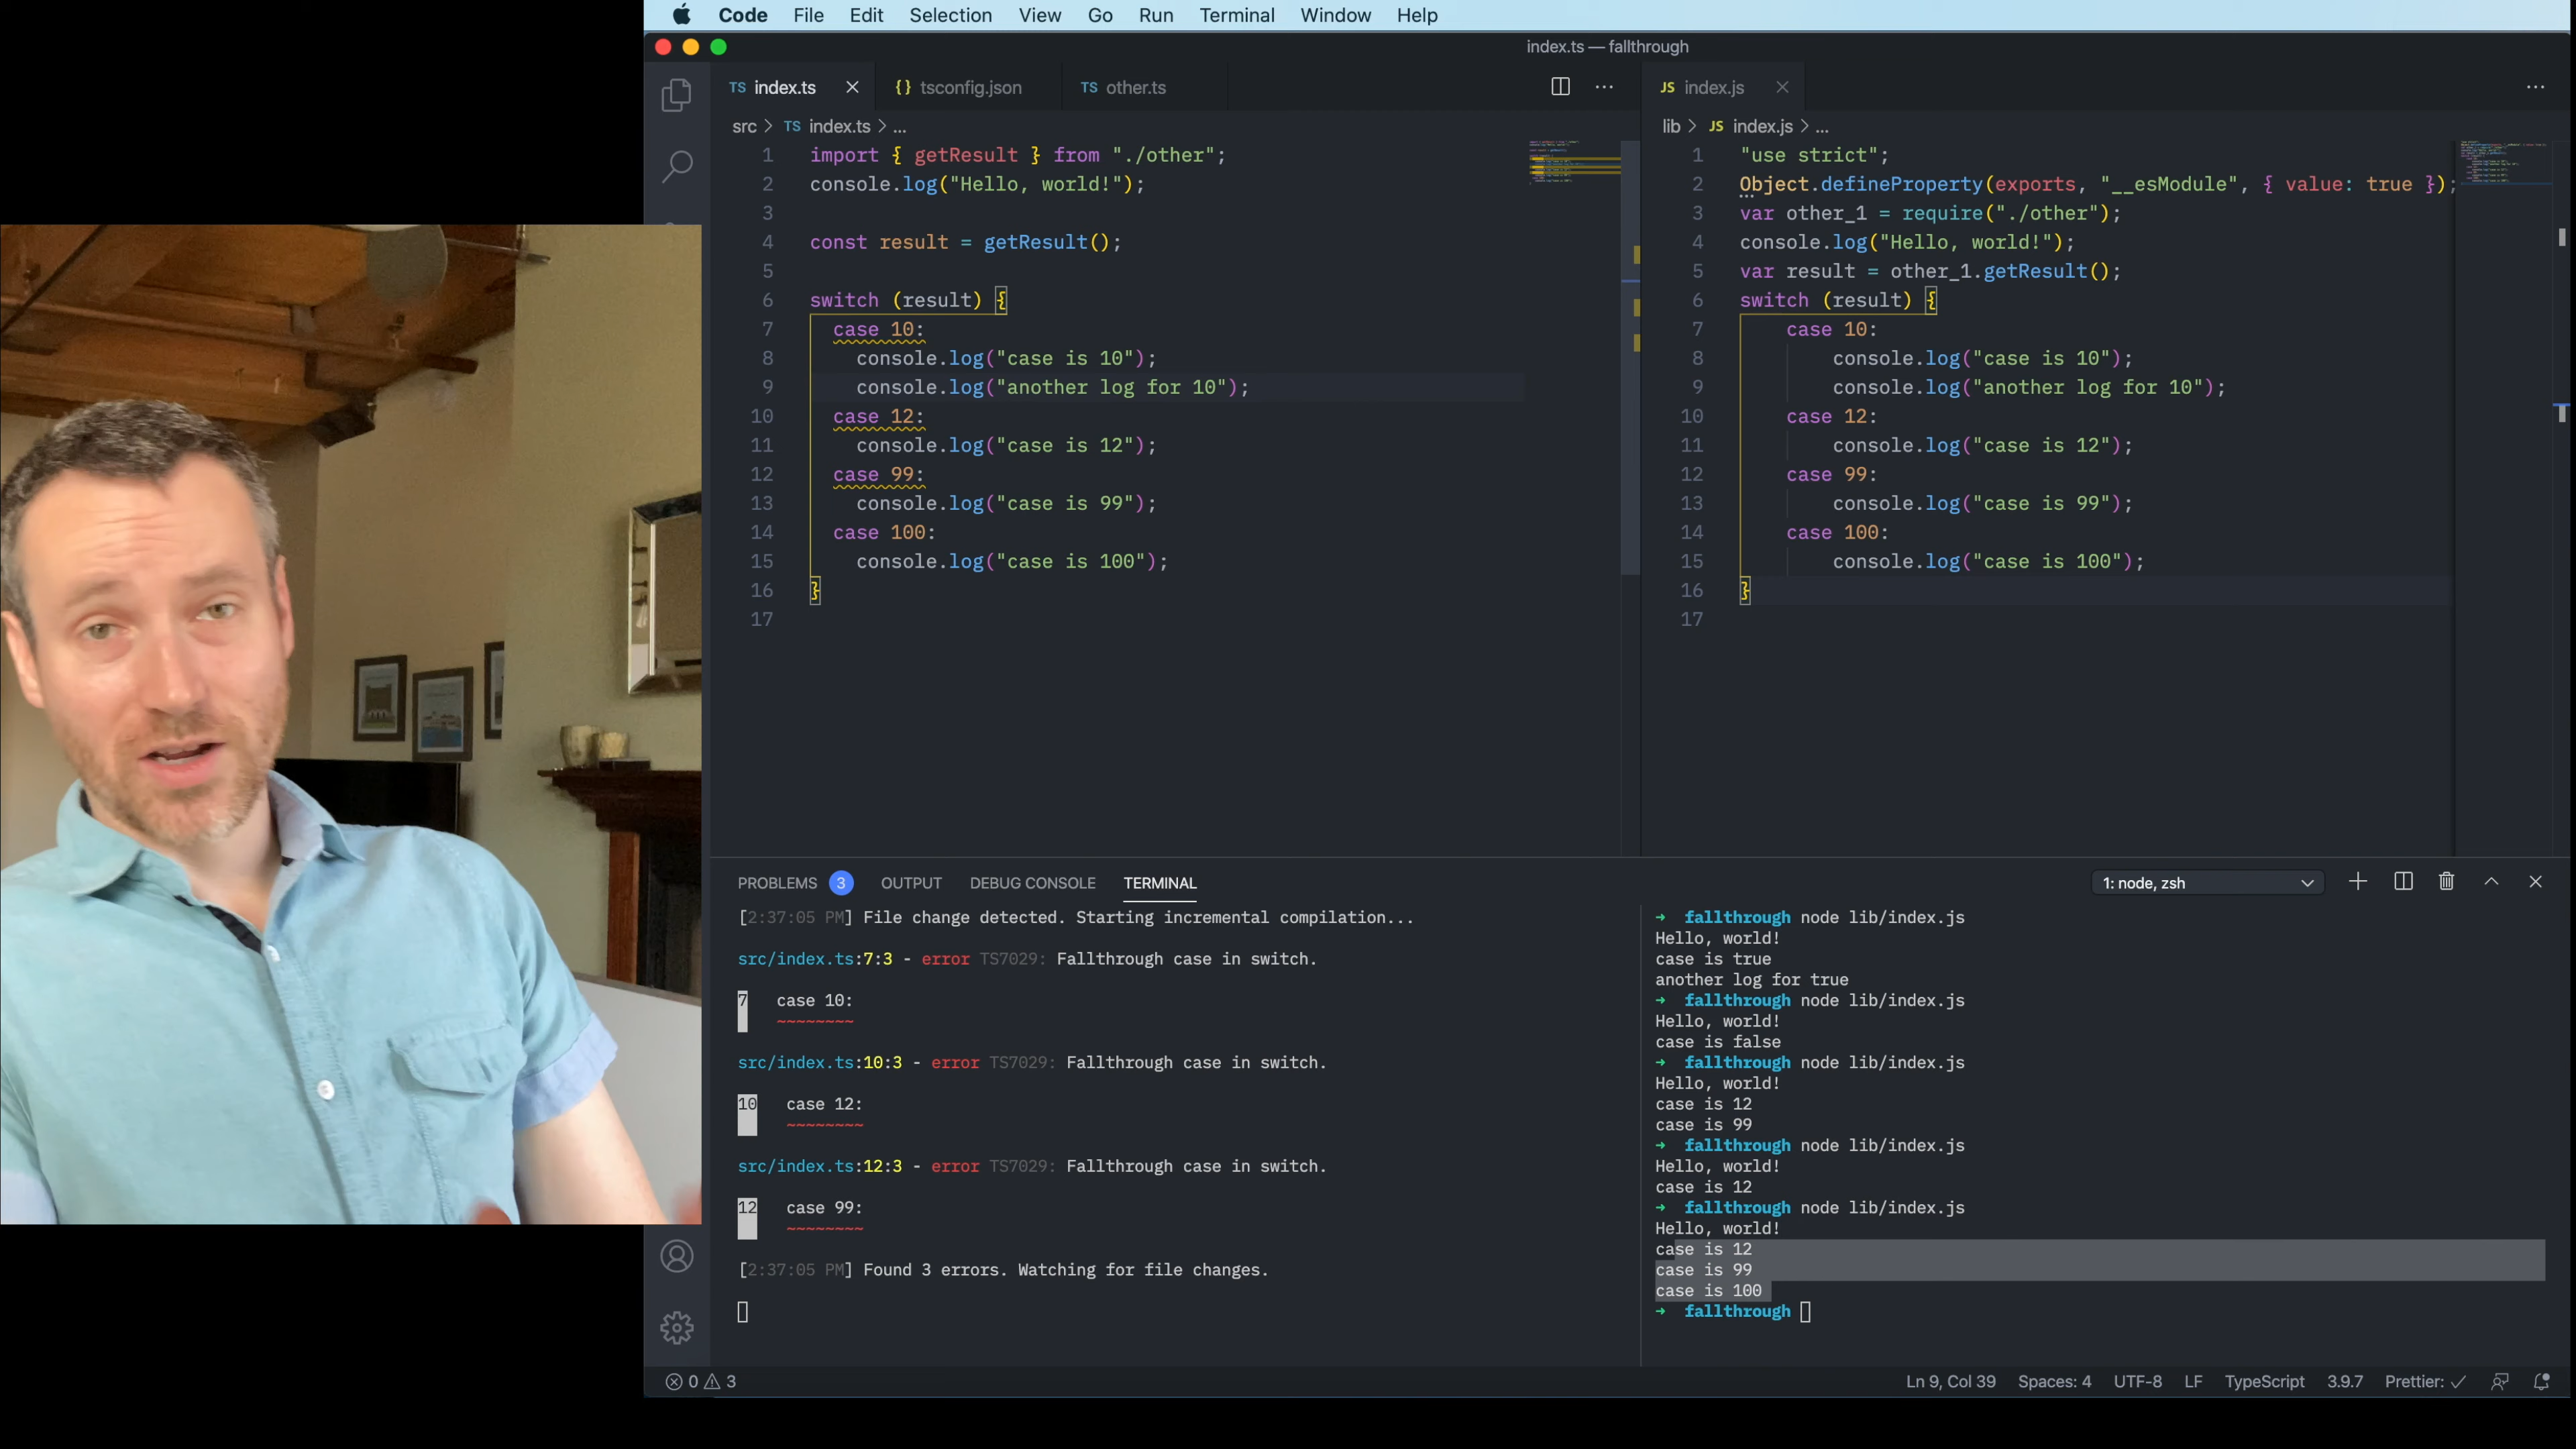 Code File Edit Selection View Go Run Terminal Window Help
index.ts — fallthrough
TS index.ts {} tsconfig.json TS other.ts
src > TS index.ts > ...
1 import { getResult } from "./other";
2 console.log("Hello, world!");
3
4 const result = getResult();
5
6 switch (result) {
7 case 10:
8 console.log("case is 10");
9 console.log("another log for 10");
10 case 12:
11 console.log("case is 12");
12 case 99:
13 console.log("case is 99");
14 case 100:
15 console.log("case is 100");
16 }
17
JS index.js
lib > JS index.js > ...
1 "use strict";
2 Object.defineProperty(exports, "__esModule", { value: true });
3 var other_1 = require("./other");
4 console.log("Hello, world!");
5 var result = other_1.getResult();
6 switch (result) {
7 case 10:
8 console.log("case is 10");
9 console.log("another log for 10");
10 case 12:
11 console.log("case is 12");
12 case 99:
13 console.log("case is 99");
14 case 100:
15 console.log("case is 100");
16 }
17
PROBLEMS 3 OUTPUT DEBUG CONSOLE TERMINAL
1: node, zsh
[2:37:05 PM] File change detected. Starting incremental compilation...
src/index.ts:7:3 - error TS7029: Fallthrough case in switch.
7 case 10:
~~~~~~~~
src/index.ts:10:3 - error TS7029: Fallthrough case in switch.
10 case 12:
~~~~~~~~
src/index.ts:12:3 - error TS7029: Fallthrough case in switch.
12 case 99:
~~~~~~~~
[2:37:05 PM] Found 3 errors. Watching for file changes.
→ fallthrough node lib/index.js
Hello, world!
case is true
another log for true
→ fallthrough node lib/index.js
Hello, world!
case is false
→ fallthrough node lib/index.js
Hello, world!
case is 12
case is 99
→ fallthrough node lib/index.js
Hello, world!
case is 12
→ fallthrough node lib/index.js
Hello, world!
case is 12
case is 99
case is 100
→ fallthrough
0 3
Ln 9, Col 39 Spaces: 4 UTF-8 LF TypeScript 3.9.7 Prettier: ✓